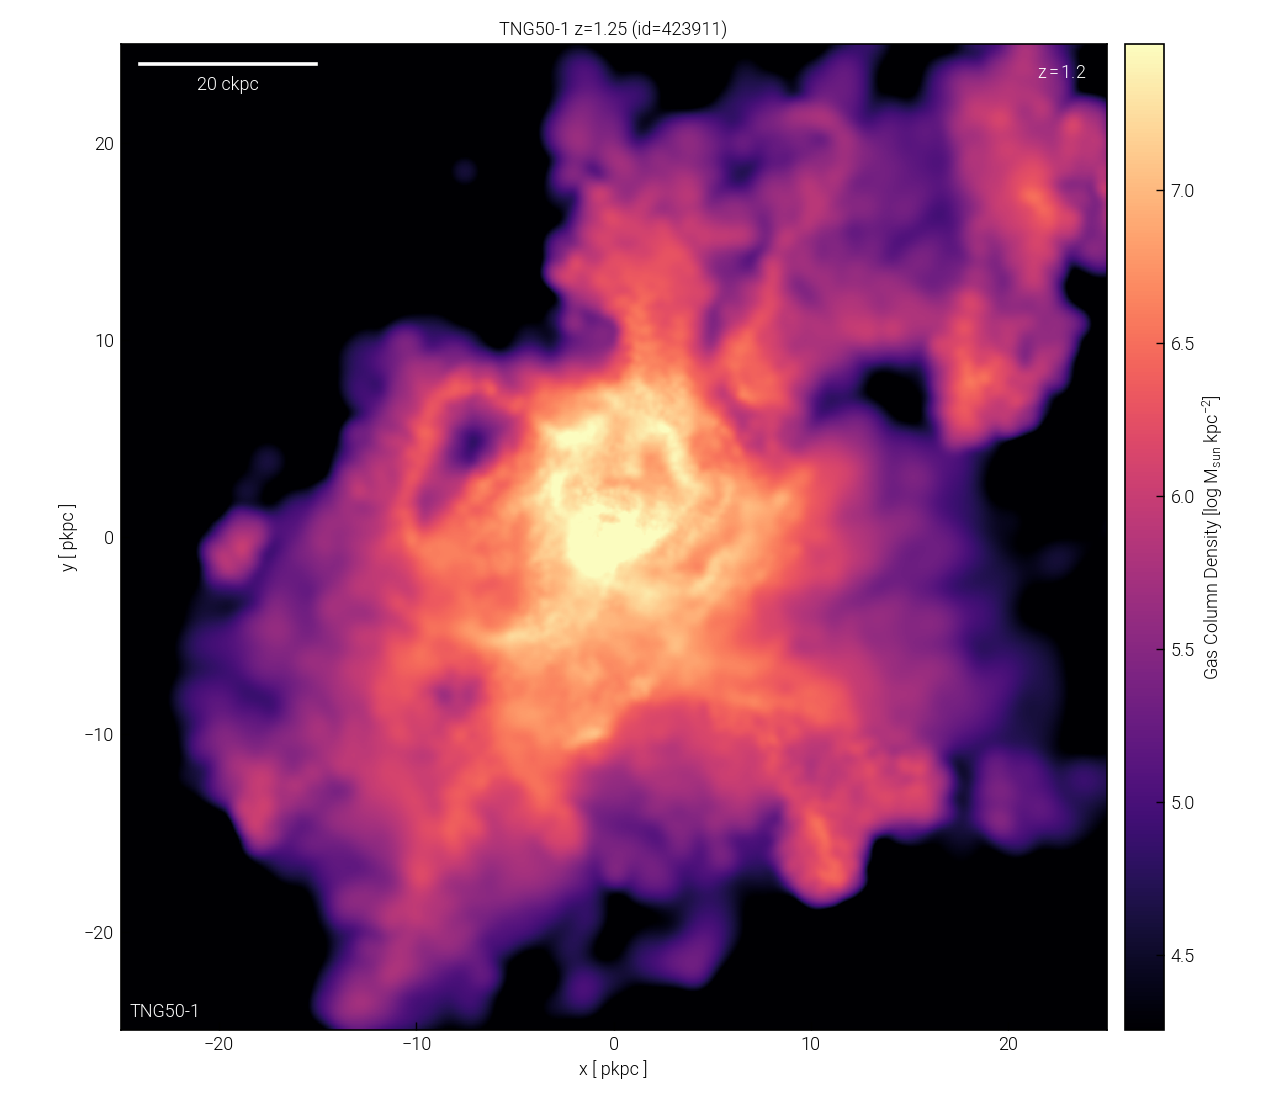 TNG50-1 z=1.25 (id=423911)
20 ckpc
z=1.2
TNG50-1
20
10
0
−10
−20
y [ pkpc ]
−20
−10
0
10
20
x [ pkpc ]
7.0
6.5
6.0
5.5
5.0
4.5
Gas Column Density [log M_sun kpc^−2]